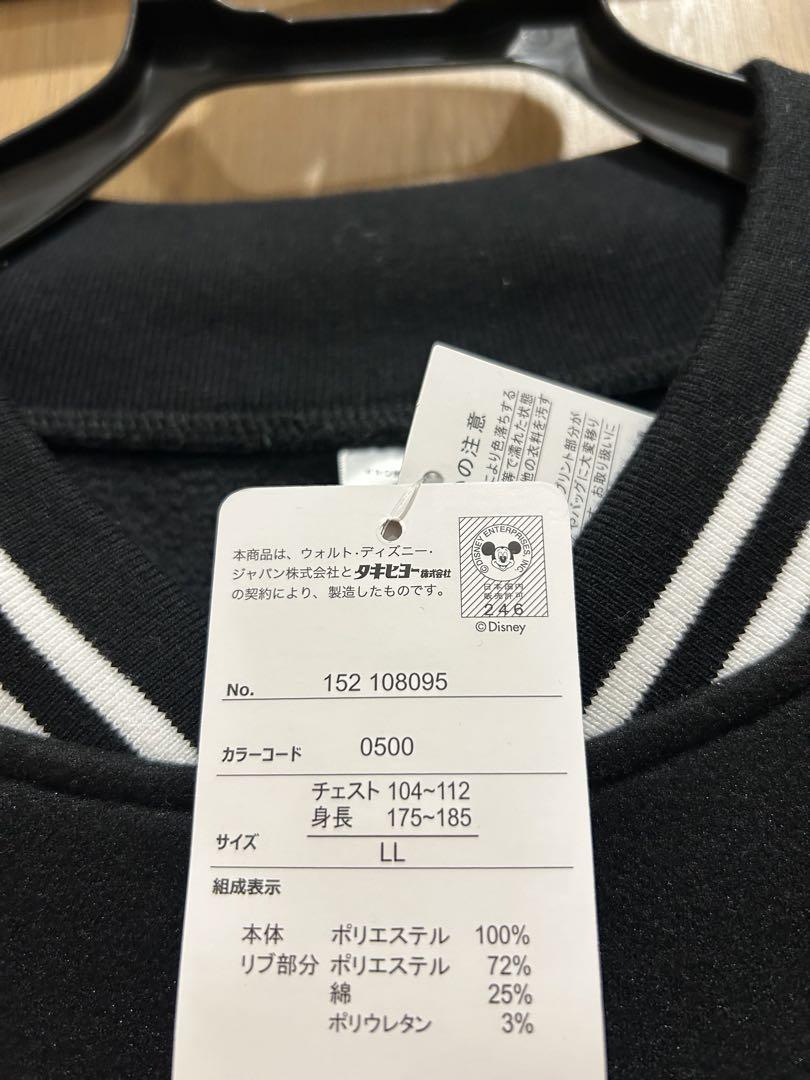 の注意
により色落ちする
等で濡れた状態
他の衣料を汚す
プリント部分が
やバッグに大変移り
お取り扱いに
本商品は、ウォルト・ディズニー・
ジャパン株式会社とタキヒヨー株式会社
の契約により、製造したものです。
©DISNEY ENTERPRISES, INC.
日本国内
販売許可
246
©Disney
No. 152 108095
カラーコード 0500
チェスト 104~112
身長 175~185
サイズ
LL
組成表示
本体 ポリエステル 100%
リブ部分 ポリエステル 72%
綿 25%
ポリウレタン 3%